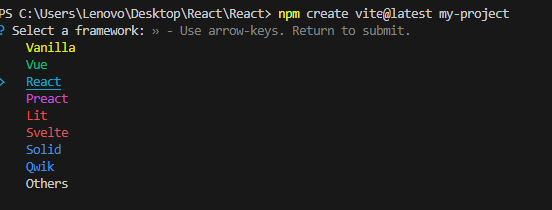 PS C:\Users\Lenovo\Desktop\React\React> npm create vite@latest my-project
? Select a framework: » - Use arrow-keys. Return to submit.
Vanilla
Vue
> React
Preact
Lit
Svelte
Solid
Qwik
Others